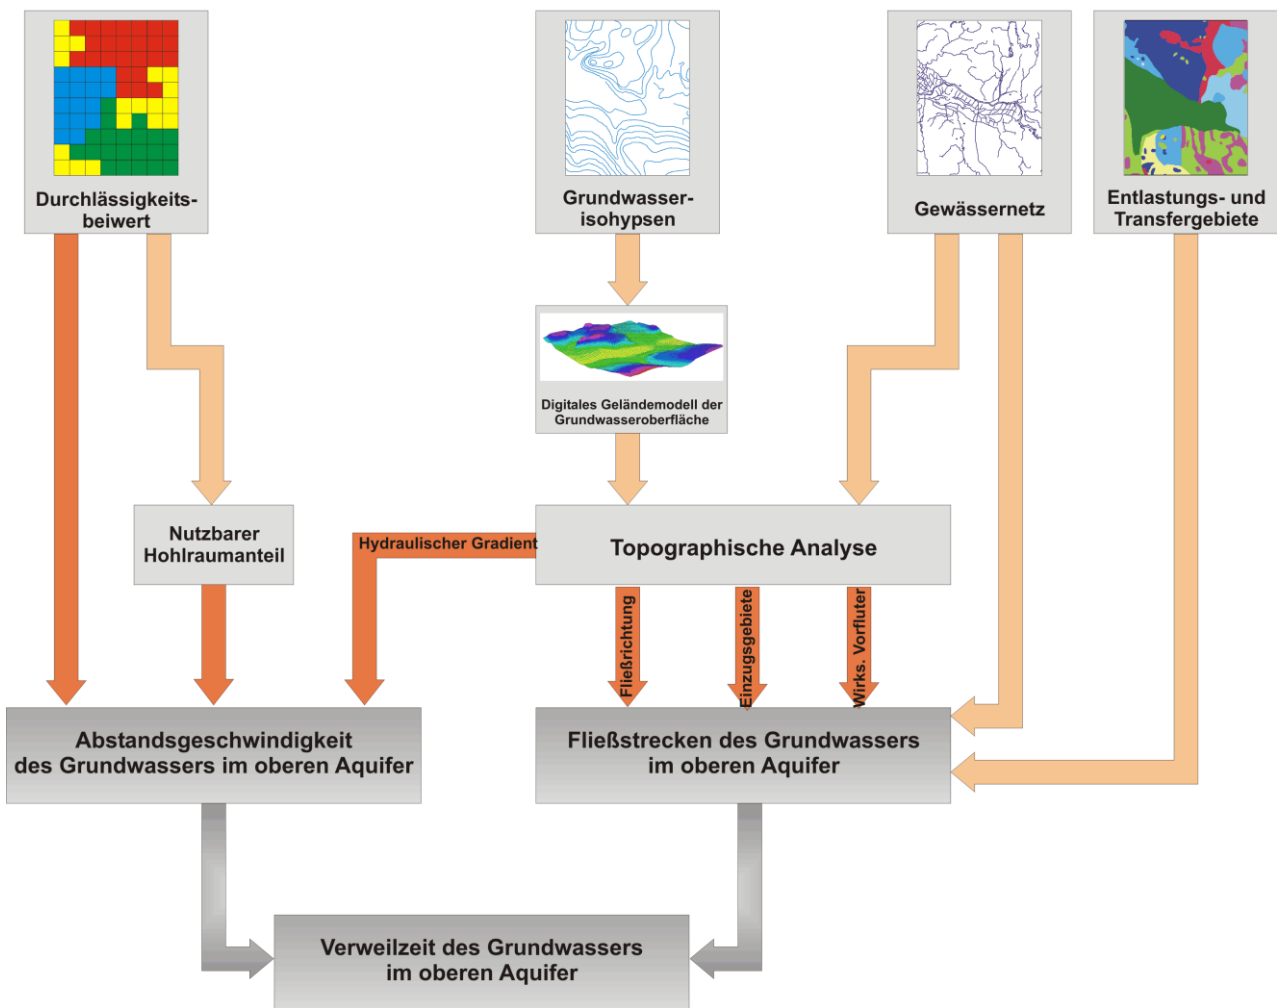 Durchlässigkeits-
beiwert
Grundwasser-
isohypsen
Gewässernetz
Entlastungs- und
Transfergebiete
Digitales Geländemodell der
Grundwasseroberfläche
Nutzbarer
Hohlraumanteil
Hydraulischer Gradient
Topographische Analyse
Fließrichtung
Einzugsgebiete
Wirks. Vorfluter
Abstandsgeschwindigkeit
des Grundwassers im oberen Aquifer
Fließstrecken des Grundwassers
im oberen Aquifer
Verweilzeit des Grundwassers
im oberen Aquifer